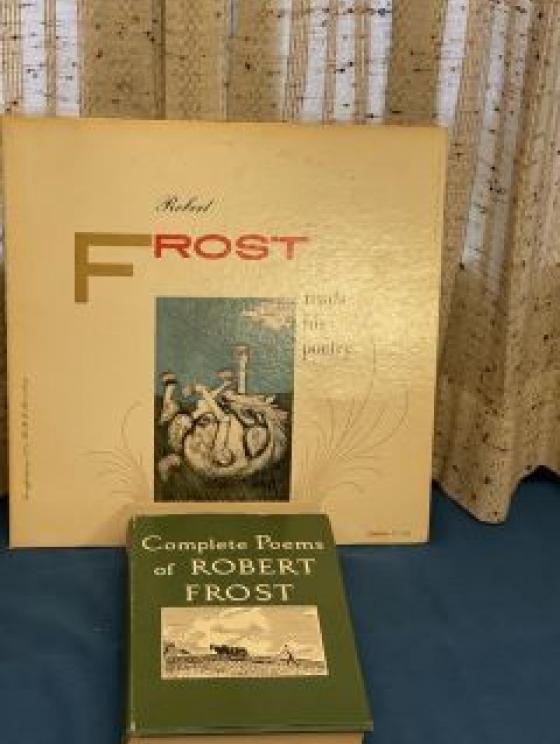 Robert
FROST
reads
his
poetry
Complete Poems
of ROBERT
FROST